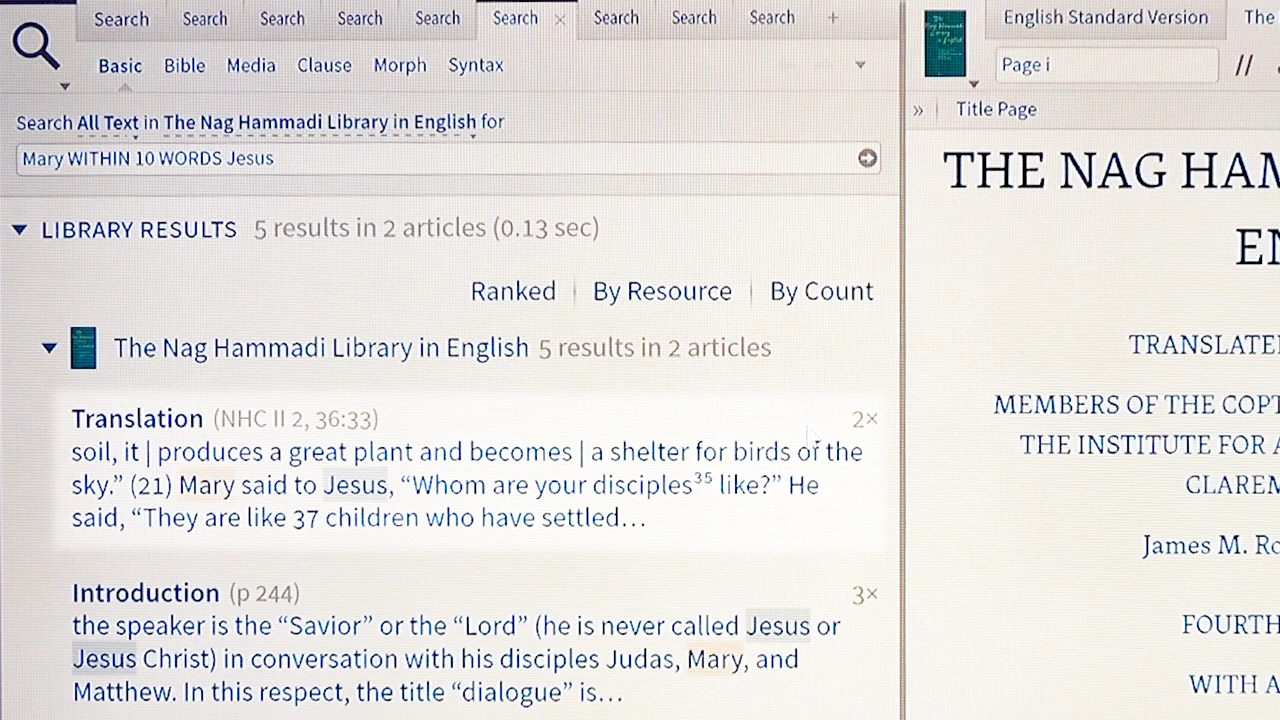 Search Search Search Search Search Search × Search Search Search +
Basic Bible Media Clause Morph Syntax
Search All Text in The Nag Hammadi Library in English for
Mary WITHIN 10 WORDS Jesus
LIBRARY RESULTS 5 results in 2 articles (0.13 sec)
Ranked By Resource By Count
The Nag Hammadi Library in English 5 results in 2 articles
Translation (NHC II 2, 36:33) 2×
soil, it | produces a great plant and becomes | a shelter for birds of the
sky.” (21) Mary said to Jesus, “Whom are your disciples³⁵ like?” He
said, “They are like 37 children who have settled…
Introduction (p 244) 3×
the speaker is the “Savior” or the “Lord” (he is never called Jesus or
Jesus Christ) in conversation with his disciples Judas, Mary, and
Matthew. In this respect, the title “dialogue” is…
English Standard Version The
Page i //
» Title Page
THE NAG HAM
EN
TRANSLATE
MEMBERS OF THE COPT
THE INSTITUTE FOR A
CLAREM
James M. Ro
FOURTH
WITH A